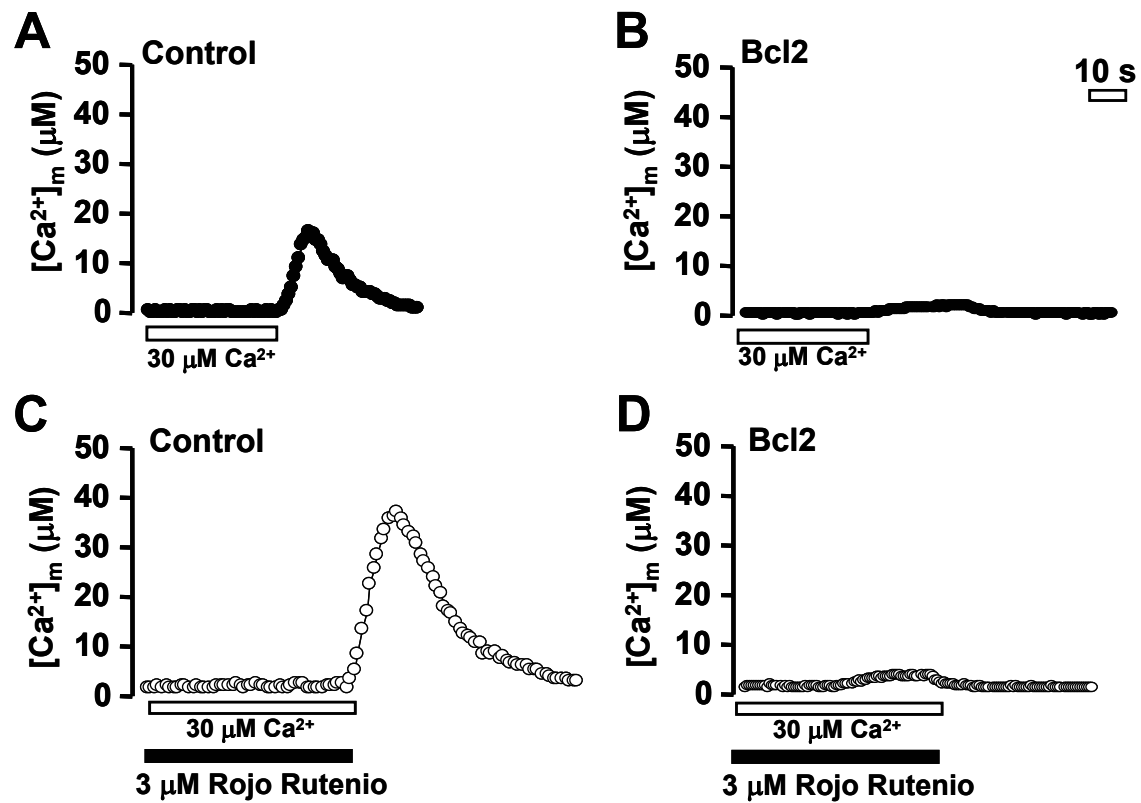 A
Control
50
40
30
20
10
0
[Ca²⁺]m (μM)
30 μM Ca²⁺
B
Bcl2
10 s
50
40
30
20
10
0
[Ca²⁺]m (μM)
30 μM Ca²⁺
C
Control
50
40
30
20
10
0
[Ca²⁺]m (μM)
30 μM Ca²⁺
3 μM Rojo Rutenio
D
Bcl2
50
40
30
20
10
0
[Ca²⁺]m (μM)
30 μM Ca²⁺
3 μM Rojo Rutenio